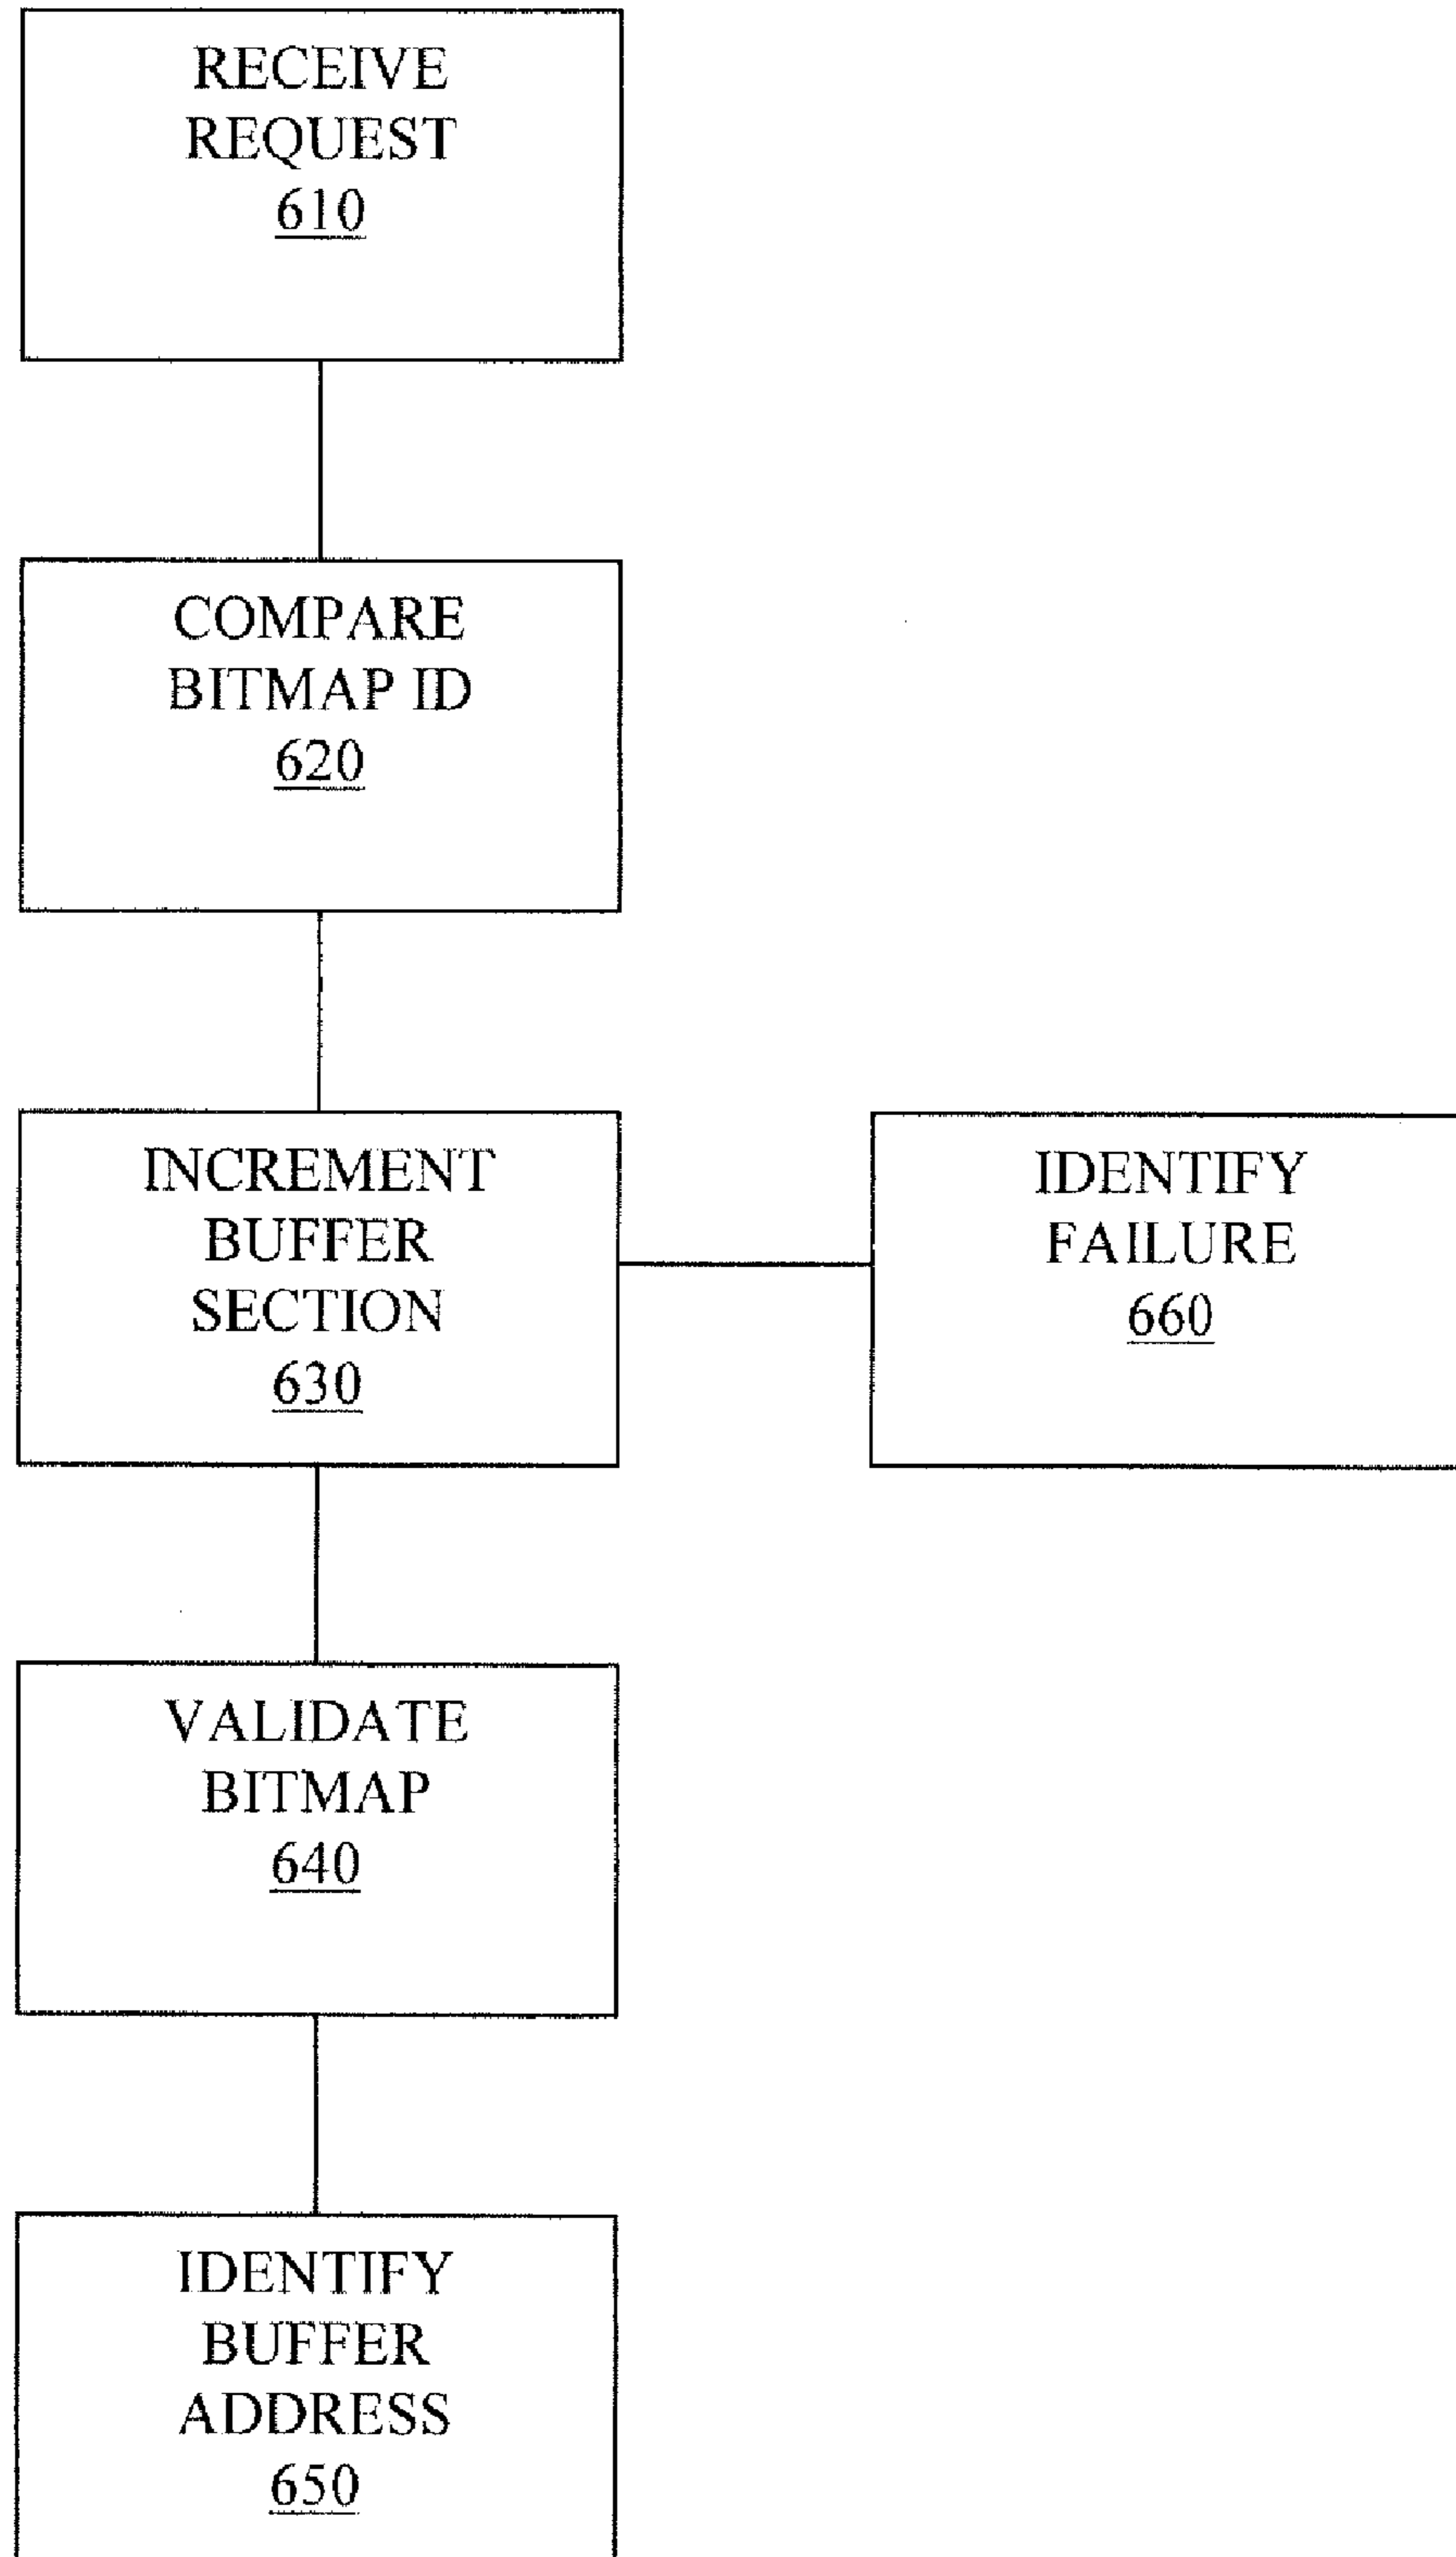 RECEIVE
REQUEST
610
COMPARE
BITMAP ID
620
INCREMENT
BUFFER
SECTION
630
IDENTIFY
FAILURE
660
VALIDATE
BITMAP
640
IDENTIFY
BUFFER
ADDRESS
650